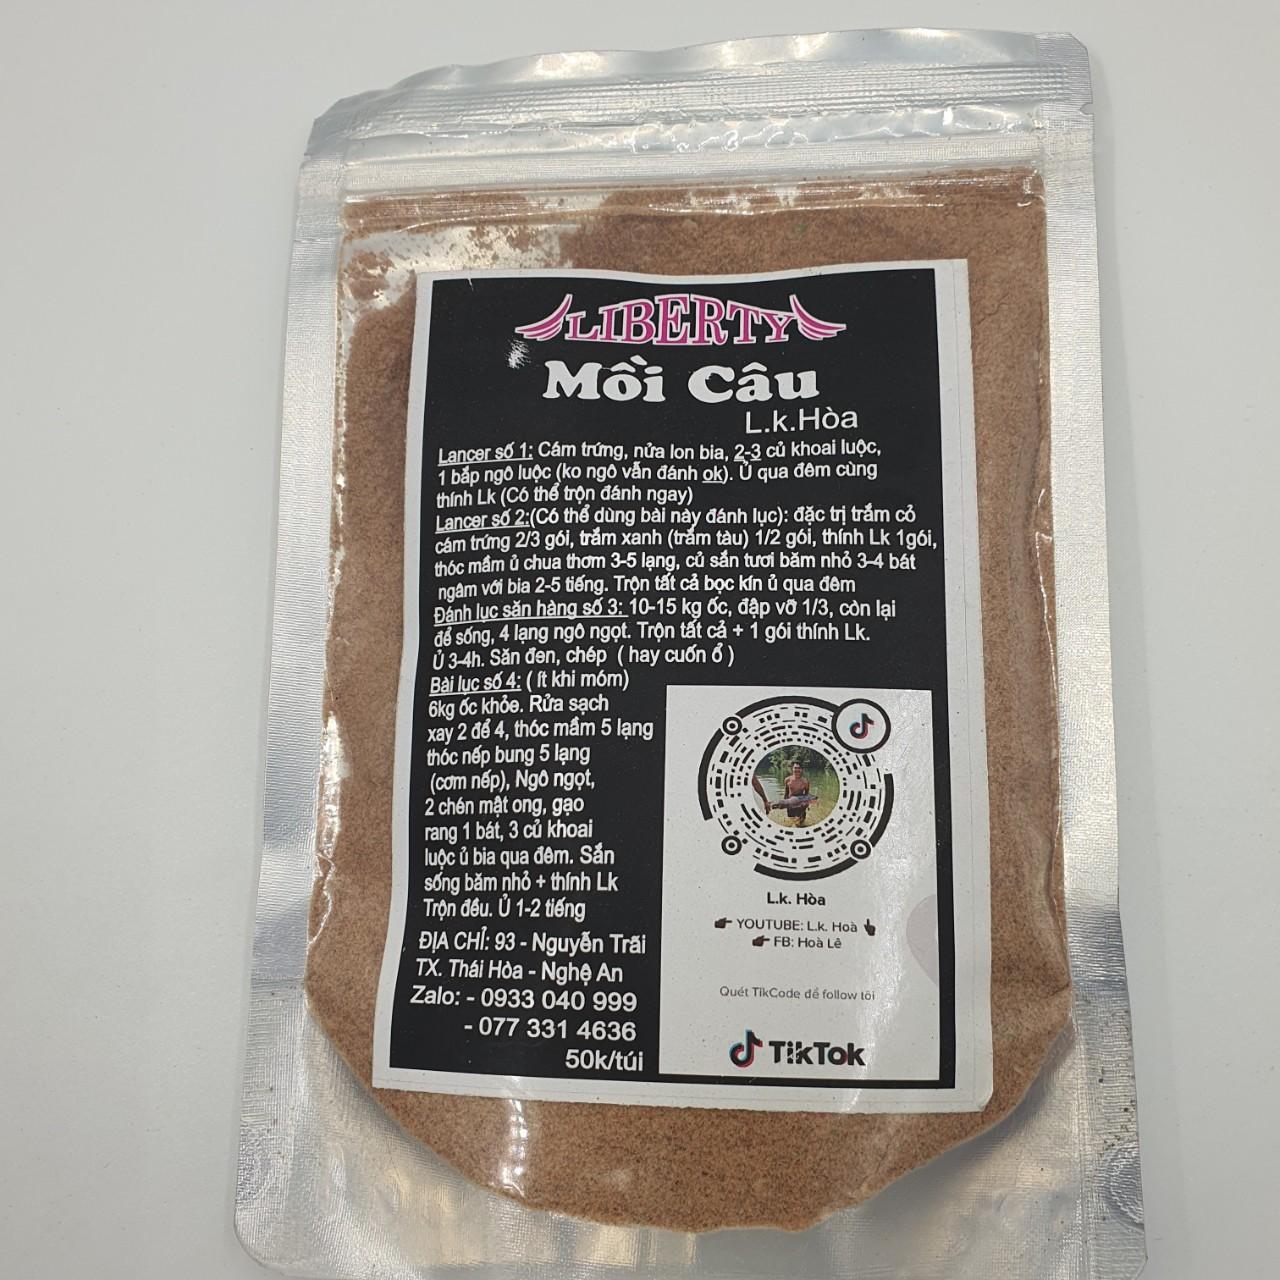 LIBERTY
Mồi Câu
L.k.Hòa
Lancer số 1: Cám trứng, nửa lon bia, 2-3 củ khoai luộc,
1 bắp ngô luộc (ko ngô vẫn đánh ok). Ủ qua đêm cùng
thính Lk (Có thể trộn đánh ngay)
Lancer số 2:(Có thể dùng bài này đánh lục): đặc trị trắm cỏ
cám trứng 2/3 gói, trắm xanh (trắm tàu) 1/2 gói, thính Lk 1gói,
thóc mầm ủ chua thơm 3-5 lạng, củ sắn tươi băm nhỏ 3-4 bát
ngâm với bia 2-5 tiếng. Trộn tất cả bọc kín ủ qua đêm
Đánh lục săn hàng số 3: 10-15 kg ốc, đập vỡ 1/3, còn lại
để sống, 4 lạng ngô ngọt. Trộn tất cả + 1 gói thính Lk.
Ủ 3-4h. Săn đen, chép ( hay cuốn ổ )
Bài lục số 4: ( ít khi móm)
6kg ốc khỏe. Rửa sạch
xay 2 để 4, thóc mầm 5 lạng
thóc nếp bung 5 lạng
(cơm nếp), Ngô ngọt,
2 chén mật ong, gạo
rang 1 bát, 3 củ khoai
luộc ủ bia qua đêm. Sắn
sống băm nhỏ + thính Lk
Trộn đều. Ủ 1-2 tiếng
ĐỊA CHỈ: 93 - Nguyễn Trãi
TX. Thái Hòa - Nghệ An
Zalo: - 0933 040 999
- 077 331 4636
50k/túi
L.k. Hòa
YOUTUBE: L.k. Hoà
FB: Hoà Lê
Quét TikCode để follow tôi
TikTok